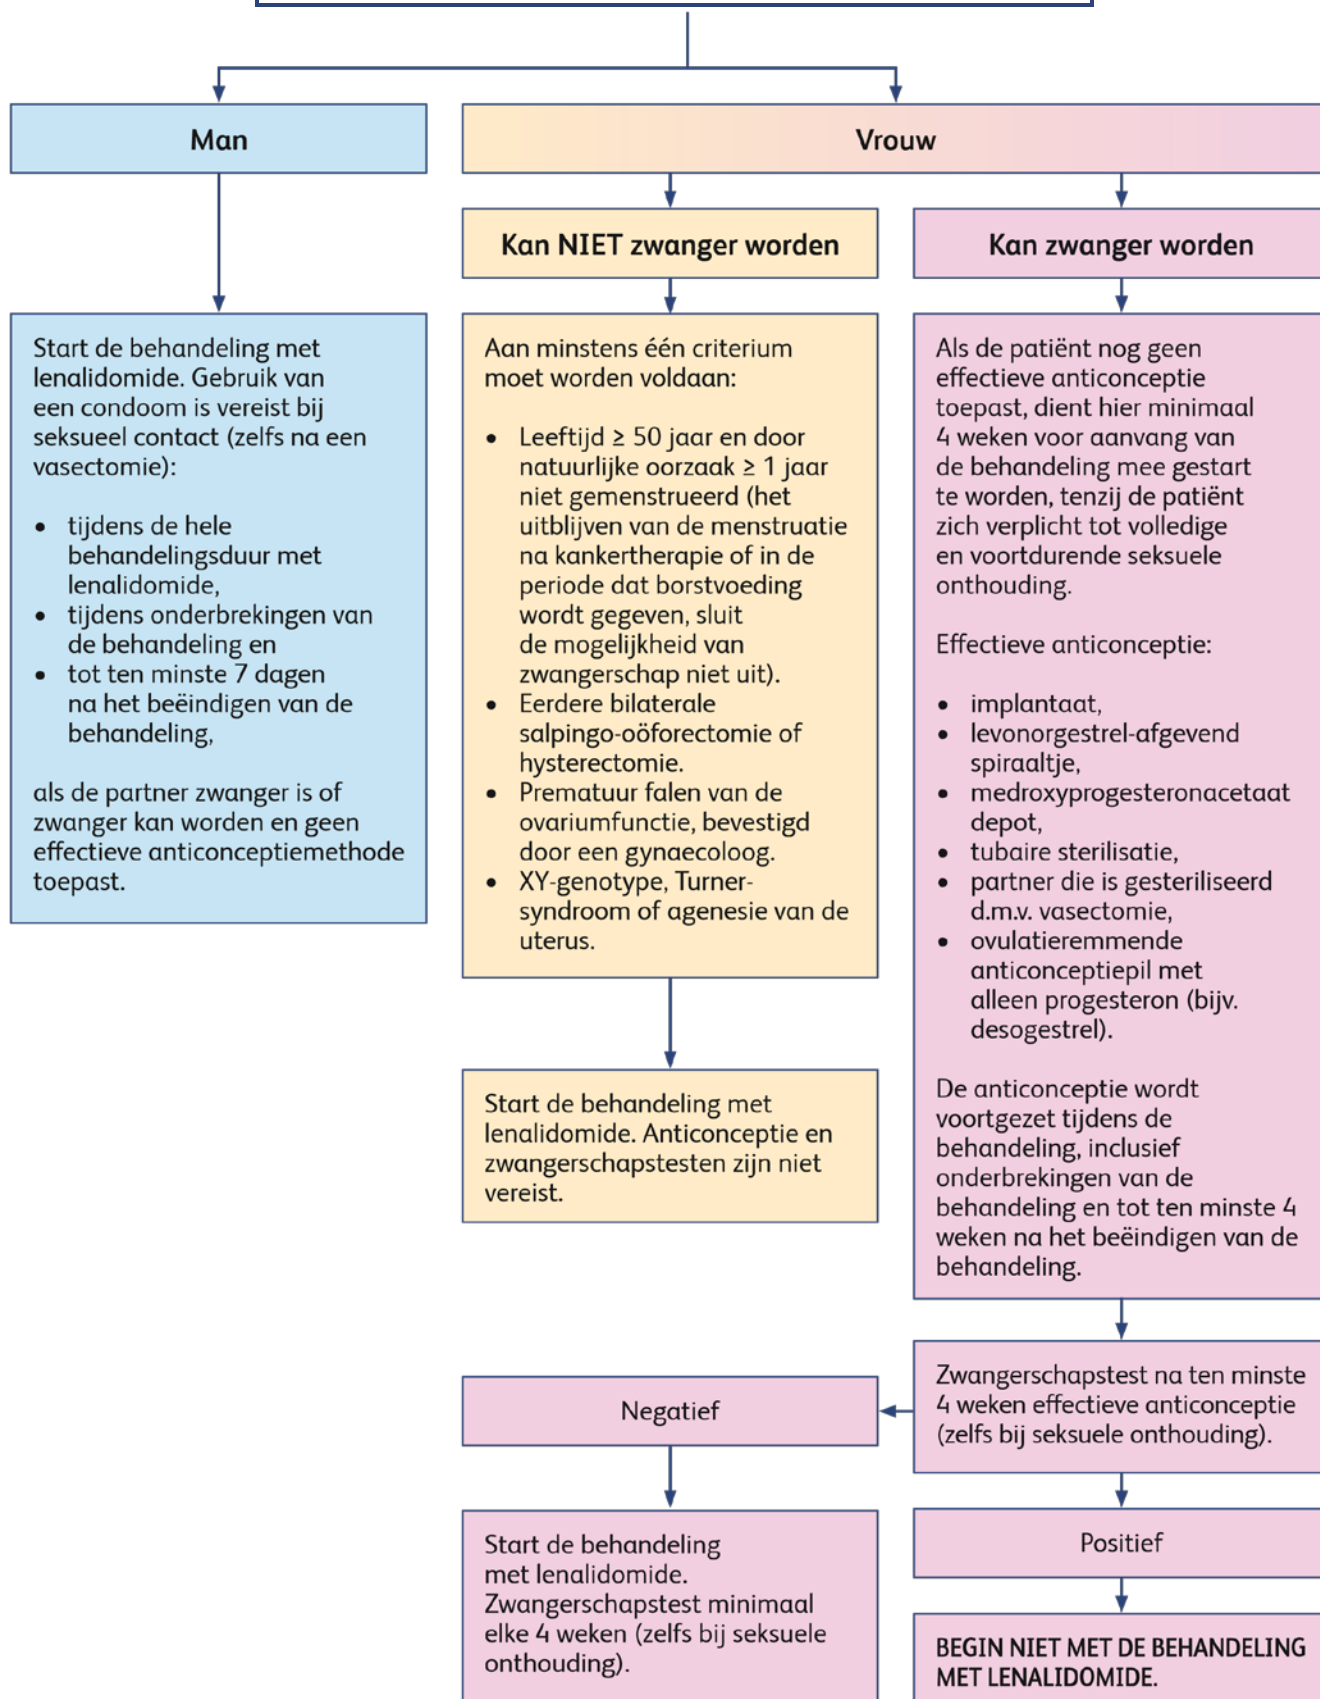 Man
Vrouw
Kan NIET zwanger worden
Kan zwanger worden
Start de behandeling met
lenalidomide. Gebruik van
een condoom is vereist bij
seksueel contact (zelfs na een
vasectomie):
• tijdens de hele
behandelingsduur met
lenalidomide,
• tijdens onderbrekingen van
de behandeling en
• tot ten minste 7 dagen
na het beëindigen van de
behandeling,
als de partner zwanger is of
zwanger kan worden en geen
effectieve anticonceptiemethode
toepast.
Aan minstens één criterium
moet worden voldaan:
• Leeftijd ≥ 50 jaar en door
natuurlijke oorzaak ≥ 1 jaar
niet gemenstrueerd (het
uitblijven van de menstruatie
na kankertherapie of in de
periode dat borstvoeding
wordt gegeven, sluit
de mogelijkheid van
zwangerschap niet uit).
• Eerdere bilaterale
salpingo-oöforectomie of
hysterectomie.
• Prematuur falen van de
ovariumfunctie, bevestigd
door een gynaecoloog.
• XY-genotype, Turner-
syndroom of agenesie van de
uterus.
Start de behandeling met
lenalidomide. Anticonceptie en
zwangerschapstesten zijn niet
vereist.
Als de patiënt nog geen
effectieve anticonceptie
toepast, dient hier minimaal
4 weken voor aanvang van
de behandeling mee gestart
te worden, tenzij de patiënt
zich verplicht tot volledige
en voortdurende seksuele
onthouding.
Effectieve anticonceptie:
• implantaat,
• levonorgestrel-afgevend
spiraaltje,
• medroxyprogesteronacetaat
depot,
• tubaire sterilisatie,
• partner die is gesteriliseerd
d.m.v. vasectomie,
• ovulatieremmende
anticonceptiepil met
alleen progesteron (bijv.
desogestrel).
De anticonceptie wordt
voortgezet tijdens de
behandeling, inclusief
onderbrekingen van de
behandeling en tot ten minste 4
weken na het beëindigen van de
behandeling.
Zwangerschapstest na ten minste
4 weken effectieve anticonceptie
(zelfs bij seksuele onthouding).
Negatief
Start de behandeling
met lenalidomide.
Zwangerschapstest minimaal
elke 4 weken (zelfs bij seksuele
onthouding).
Positief
BEGIN NIET MET DE BEHANDELING
MET LENALIDOMIDE.